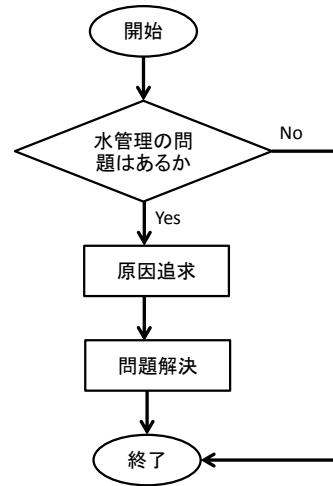 開始
水管理の問
題はあるか
No
Yes
原因追求
問題解決
終了